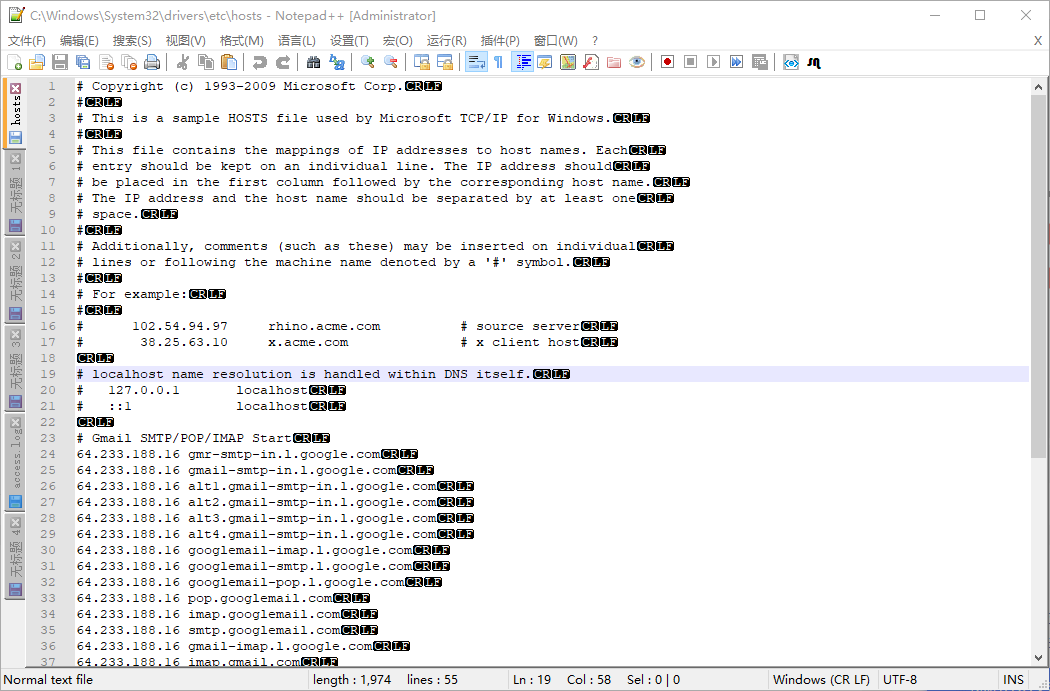 C:\Windows\System32\drivers\etc\hosts - Notepad++ [Administrator]
文件(F) 编辑(E) 搜索(S) 视图(V) 格式(M) 语言(L) 设置(T) 宏(O) 运行(R) 插件(P) 窗口(W) ? X
hosts
无标题 1
无标题 2
无标题 3
access.log
无标题 4
1 # Copyright (c) 1993-2009 Microsoft Corp.CRLF
2 #CRLF
3 # This is a sample HOSTS file used by Microsoft TCP/IP for Windows.CRLF
4 #CRLF
5 # This file contains the mappings of IP addresses to host names. EachCRLF
6 # entry should be kept on an individual line. The IP address shouldCRLF
7 # be placed in the first column followed by the corresponding host name.CRLF
8 # The IP address and the host name should be separated by at least oneCRLF
9 # space.CRLF
10 #CRLF
11 # Additionally, comments (such as these) may be inserted on individualCRLF
12 # lines or following the machine name denoted by a '#' symbol.CRLF
13 #CRLF
14 # For example:CRLF
15 #CRLF
16 #      102.54.94.97     rhino.acme.com          # source serverCRLF
17 #       38.25.63.10     x.acme.com              # x client hostCRLF
18 CRLF
19 # localhost name resolution is handled within DNS itself.CRLF
20 #   127.0.0.1       localhostCRLF
21 #   ::1             localhostCRLF
22 CRLF
23 # Gmail SMTP/POP/IMAP StartCRLF
24 64.233.188.16 gmr-smtp-in.l.google.comCRLF
25 64.233.188.16 gmail-smtp-in.l.google.comCRLF
26 64.233.188.16 alt1.gmail-smtp-in.l.google.comCRLF
27 64.233.188.16 alt2.gmail-smtp-in.l.google.comCRLF
28 64.233.188.16 alt3.gmail-smtp-in.l.google.comCRLF
29 64.233.188.16 alt4.gmail-smtp-in.l.google.comCRLF
30 64.233.188.16 googlemail-imap.l.google.comCRLF
31 64.233.188.16 googlemail-smtp.l.google.comCRLF
32 64.233.188.16 googlemail-pop.l.google.comCRLF
33 64.233.188.16 pop.googlemail.comCRLF
34 64.233.188.16 imap.googlemail.comCRLF
35 64.233.188.16 smtp.googlemail.comCRLF
36 64.233.188.16 gmail-imap.l.google.comCRLF
37 64.233.188.16 imap.gmail.comCRLF
Normal text file length : 1,974 lines : 55 Ln : 19 Col : 58 Sel : 0 | 0 Windows (CR LF) UTF-8 INS